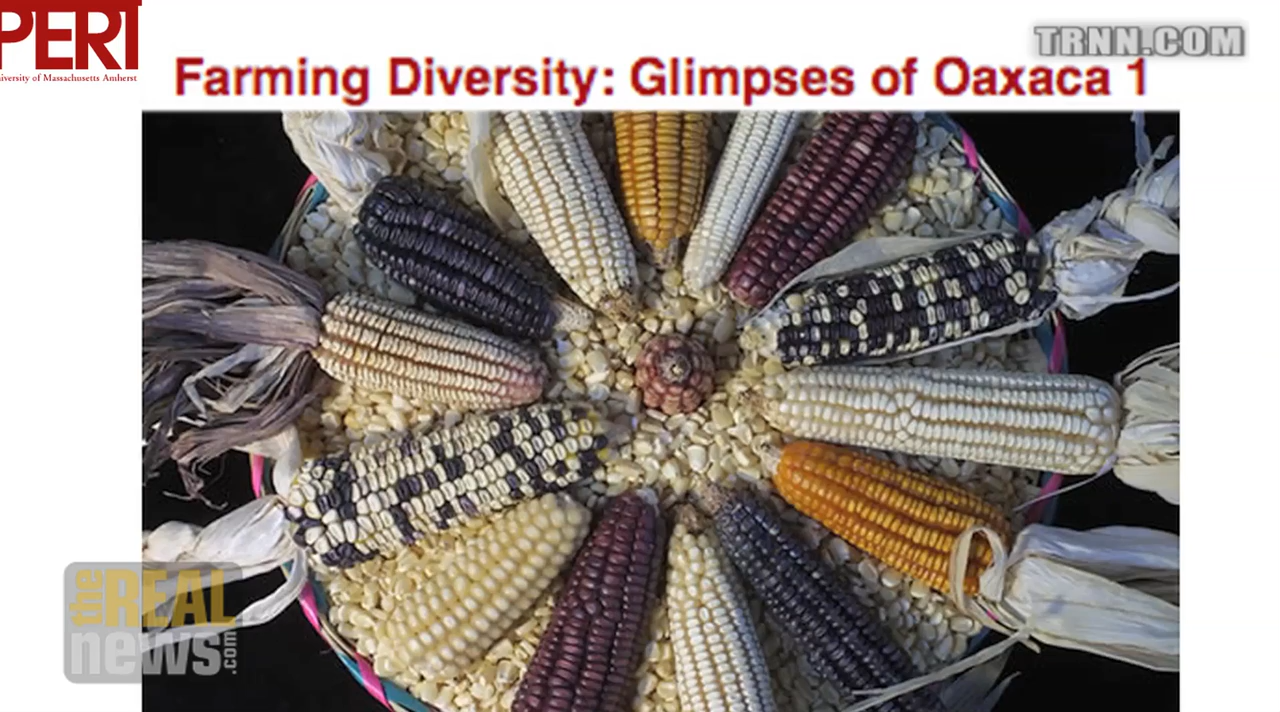 PERI
University of Massachusetts Amherst
TRNN.COM
Farming Diversity: Glimpses of Oaxaca 1
the REAL
news.com